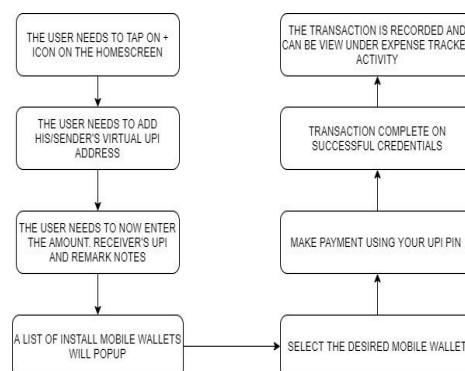 THE USER NEEDS TO TAP ON +
ICON ON THE HOMESCREEN
THE USER NEEDS TO ADD
HIS/SENDER'S VIRTUAL UPI
ADDRESS
THE USER NEEDS TO NOW ENTER
THE AMOUNT. RECEIVER'S UPI
AND REMARK NOTES
A LIST OF INSTALL MOBILE WALLETS
WILL POPUP
SELECT THE DESIRED MOBILE WALLET
MAKE PAYMENT USING YOUR UPI PIN
TRANSACTION COMPLETE ON
SUCCESSFUL CREDENTIALS
THE TRANSACTION IS RECORDED AND
CAN BE VIEW UNDER EXPENSE TRACKE
ACTIVITY